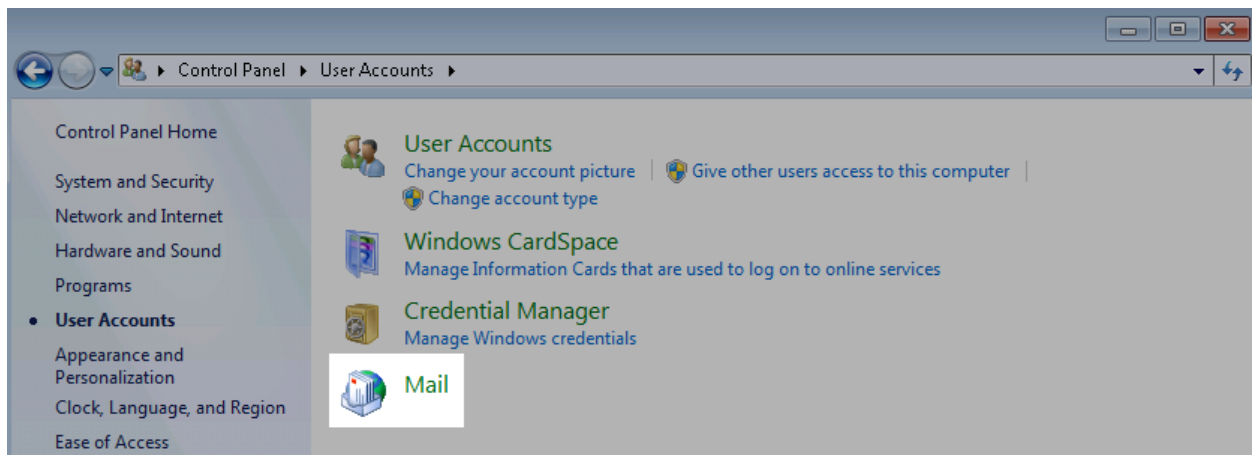 Control Panel User Accounts
Control Panel Home
System and Security
Network and Internet
Hardware and Sound
Programs
User Accounts
Appearance and
Personalization
Clock, Language, and Region
Ease of Access
User Accounts
Change your account picture Give other users access to this computer
Change account type
Windows CardSpace
Manage Information Cards that are used to log on to online services
Credential Manager
Manage Windows credentials
Mail